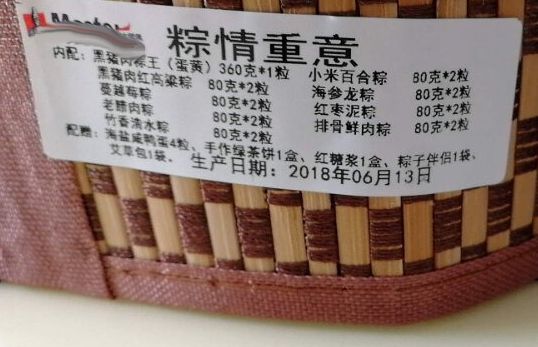 Master
粽情重意
内配：黑猪肉粽王（蛋黄）360克*1粒 小米百合粽 80克*2粒
黑猪肉红高粱粽 80克*2粒 海参龙粽 80克*2粒
蔓越莓粽 80克*2粒 红枣泥粽 80克*2粒
老腊肉粽 80克*2粒 排骨鲜肉粽 80克*2粒
竹香清水粽 80克*2粒
配赠：海盐咸鸭蛋4粒、手作绿茶饼1盒、红糖浆1盒、粽子伴侣1袋、
艾草包1袋、 生产日期：2018年06月13日